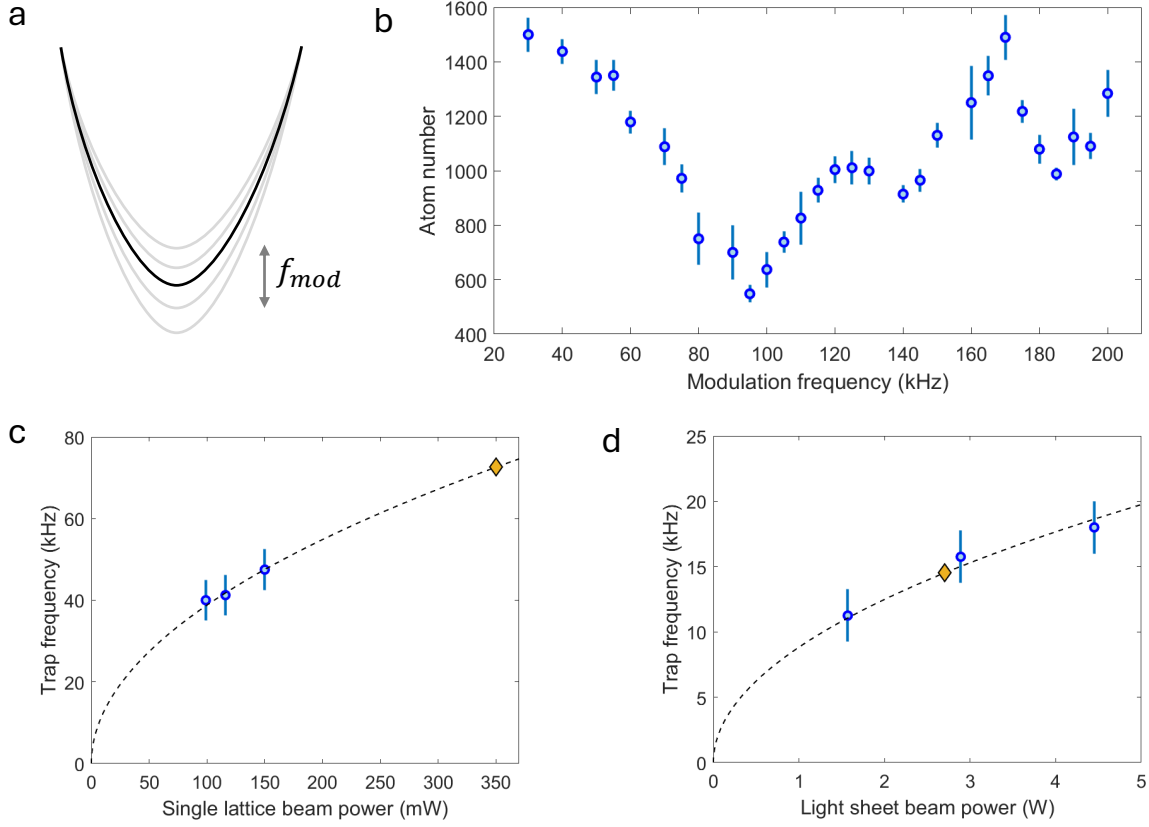 a
f_mod
b
1600
1400
1200
1000
800
600
400
Atom number
20 40 60 80 100 120 140 160 180 200
Modulation frequency (kHz)
c
80
60
40
20
0
Trap frequency (kHz)
0 50 100 150 200 250 300 350
Single lattice beam power (mW)
d
25
20
15
10
5
0
Trap frequency (kHz)
0 1 2 3 4 5
Light sheet beam power (W)